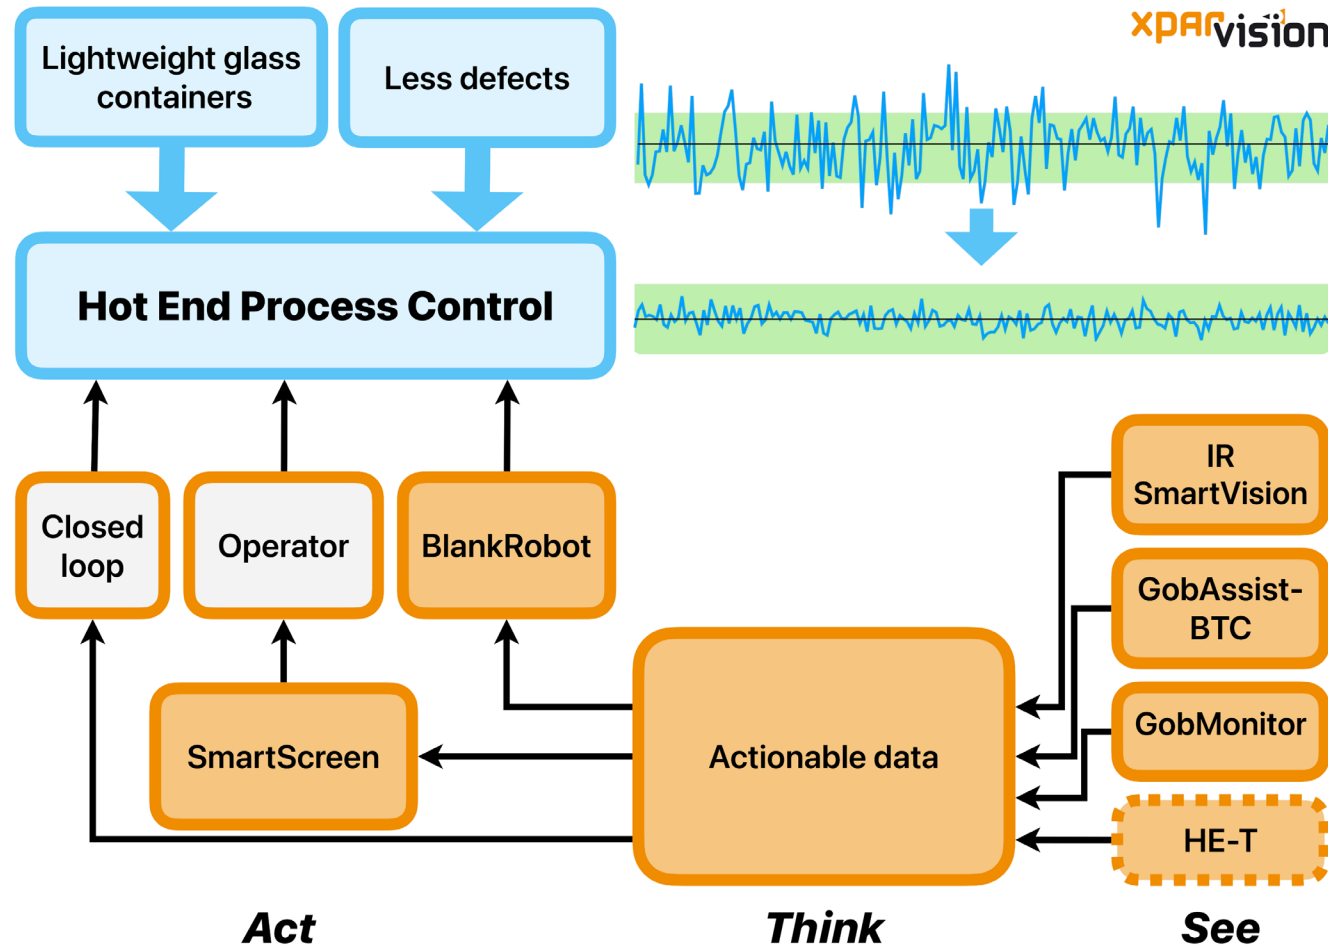 Lightweight glass
containers
Less defects
xparvision
Hot End Process Control
Closed
loop
Operator
BlankRobot
IR
SmartVision
GobAssist-
BTC
GobMonitor
HE-T
SmartScreen
Actionable data
Act
Think
See